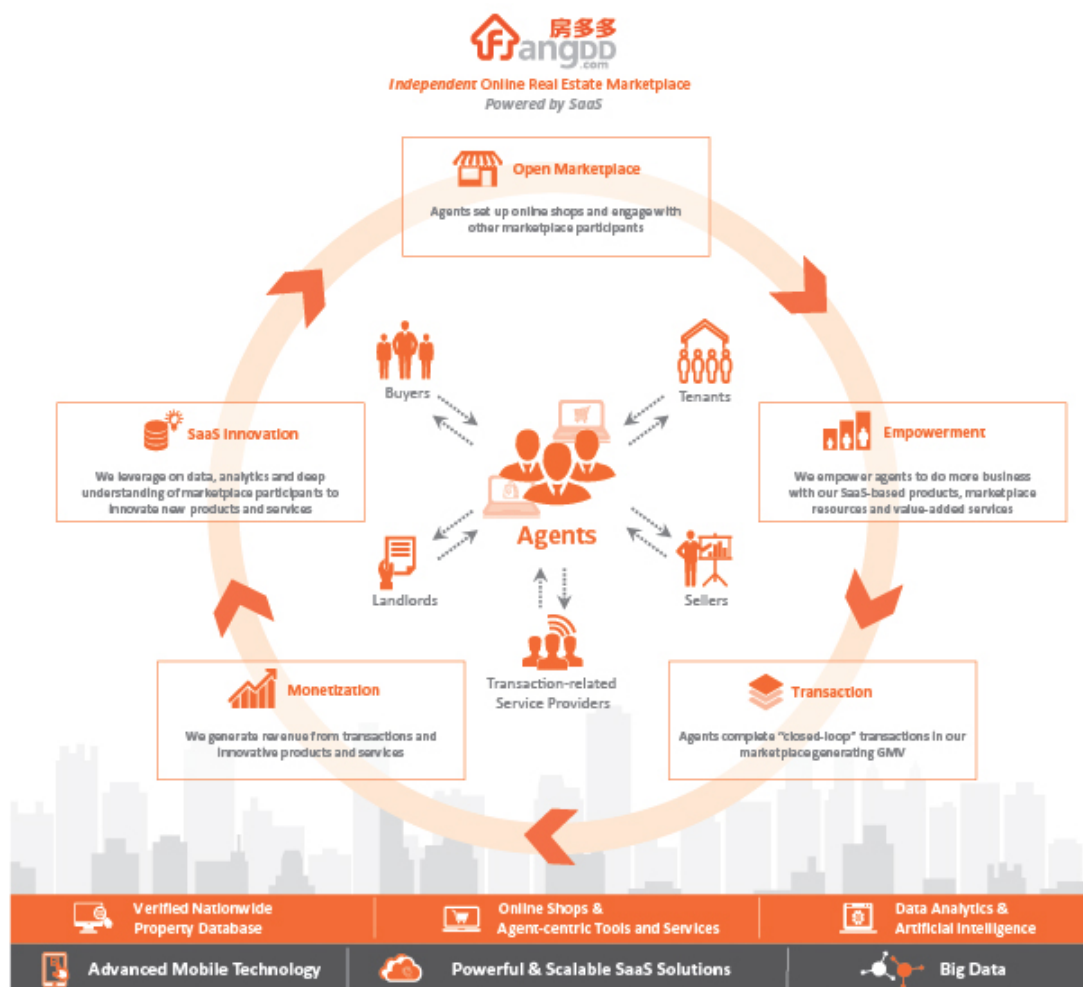 房多多
FangDD
.com
Independent Online Real Estate Marketplace
Powered by SaaS
Open Marketplace
Agents set up online shops and engage with
other marketplace participants
Buyers
Tenants
SaaS Innovation
We leverage on data, analytics and deep
understanding of marketplace participants to
innovate new products and services
Empowerment
We empower agents to do more business
with our SaaS-based products, marketplace
resources and value-added services
Agents
Landlords
Sellers
Transaction-related
Service Providers
Monetization
We generate revenue from transactions and
innovative products and services
Transaction
Agents complete “closed-loop” transactions in our
marketplace generating GMV
Verified Nationwide
Property Database
Online Shops &
Agent-centric Tools and Services
Data Analytics &
Artificial Intelligence
Advanced Mobile Technology
Powerful & Scalable SaaS Solutions
Big Data